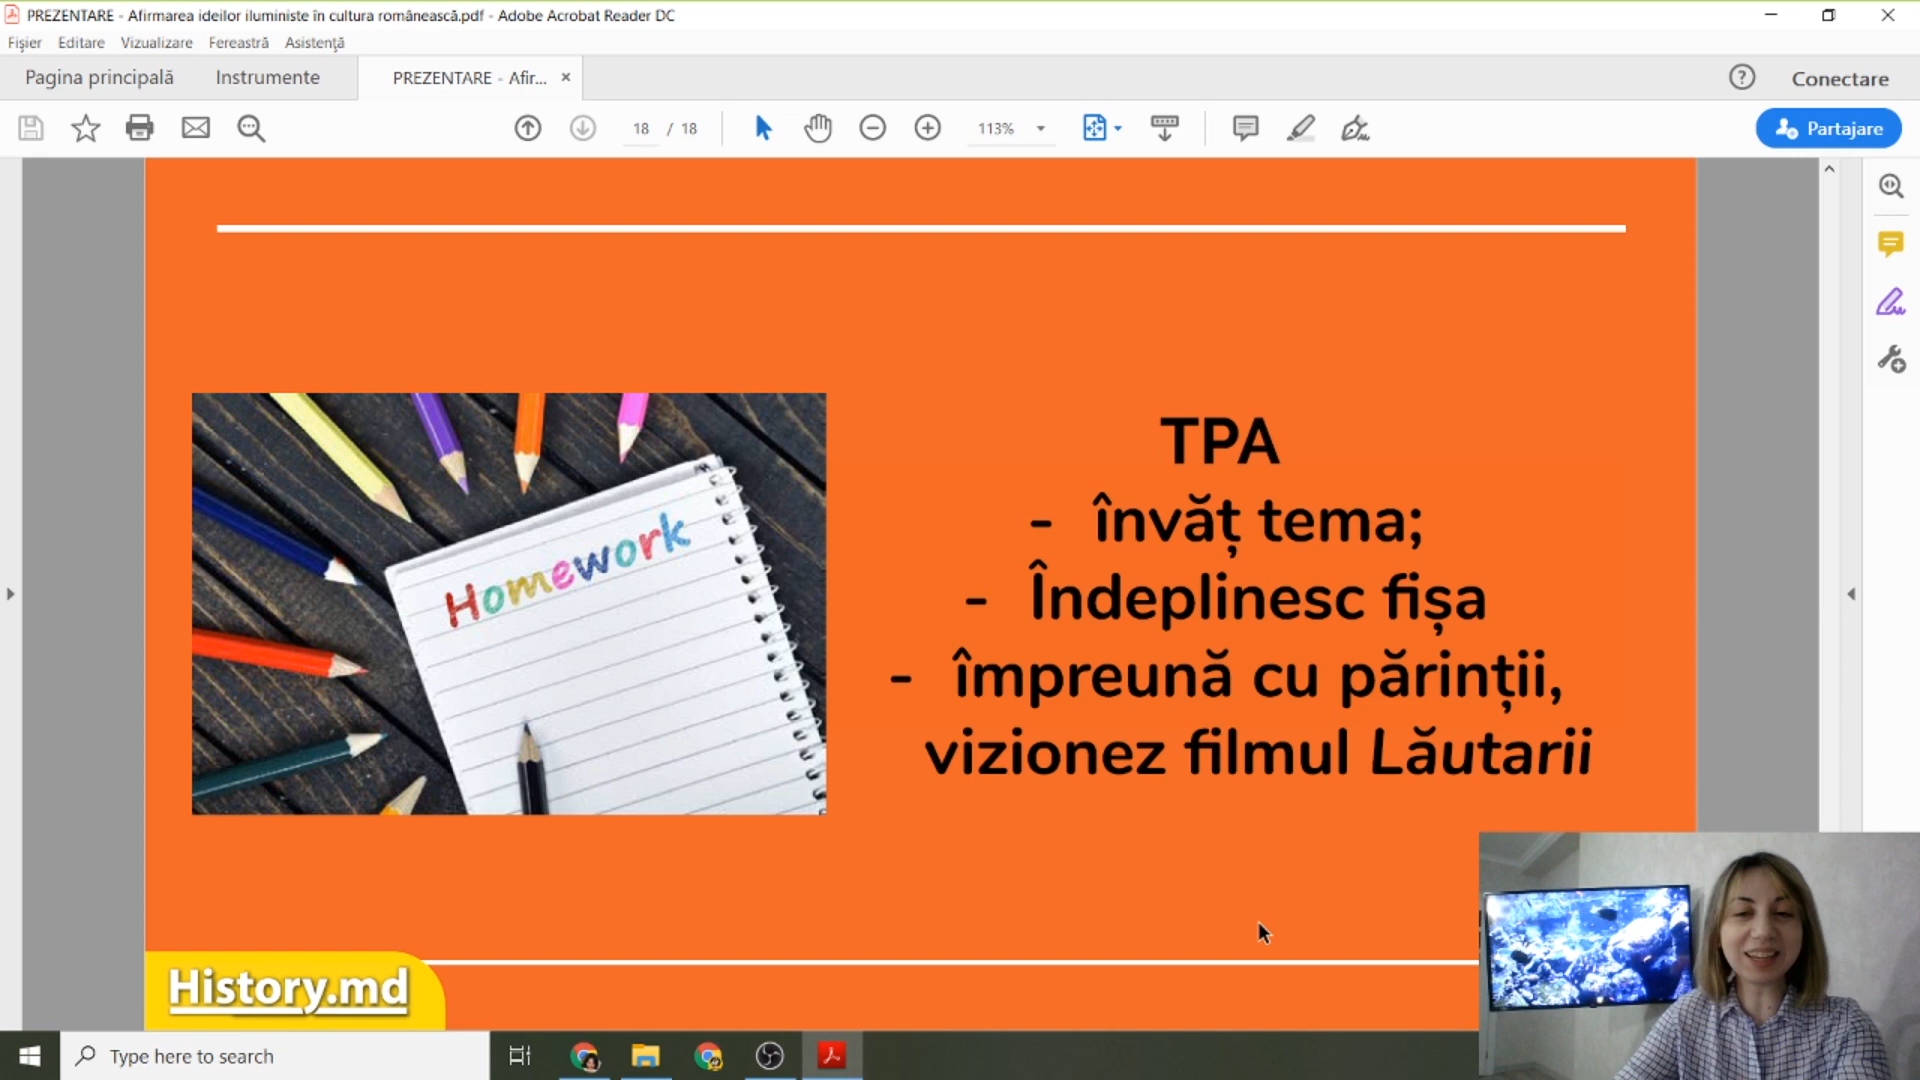 PREZENTARE - Afirmarea ideilor iluministe în cultura românească.pdf - Adobe Acrobat Reader DC
Fișier Editare Vizualizare Fereastră Asistență
Pagina principală Instrumente PREZENTARE - Afir... × Conectare
18 / 18 113% Partajare
Homework
TPA
- învăț tema;
- Îndeplinesc fișa
- împreună cu părinții,
vizionez filmul Lăutarii
History.md
Type here to search